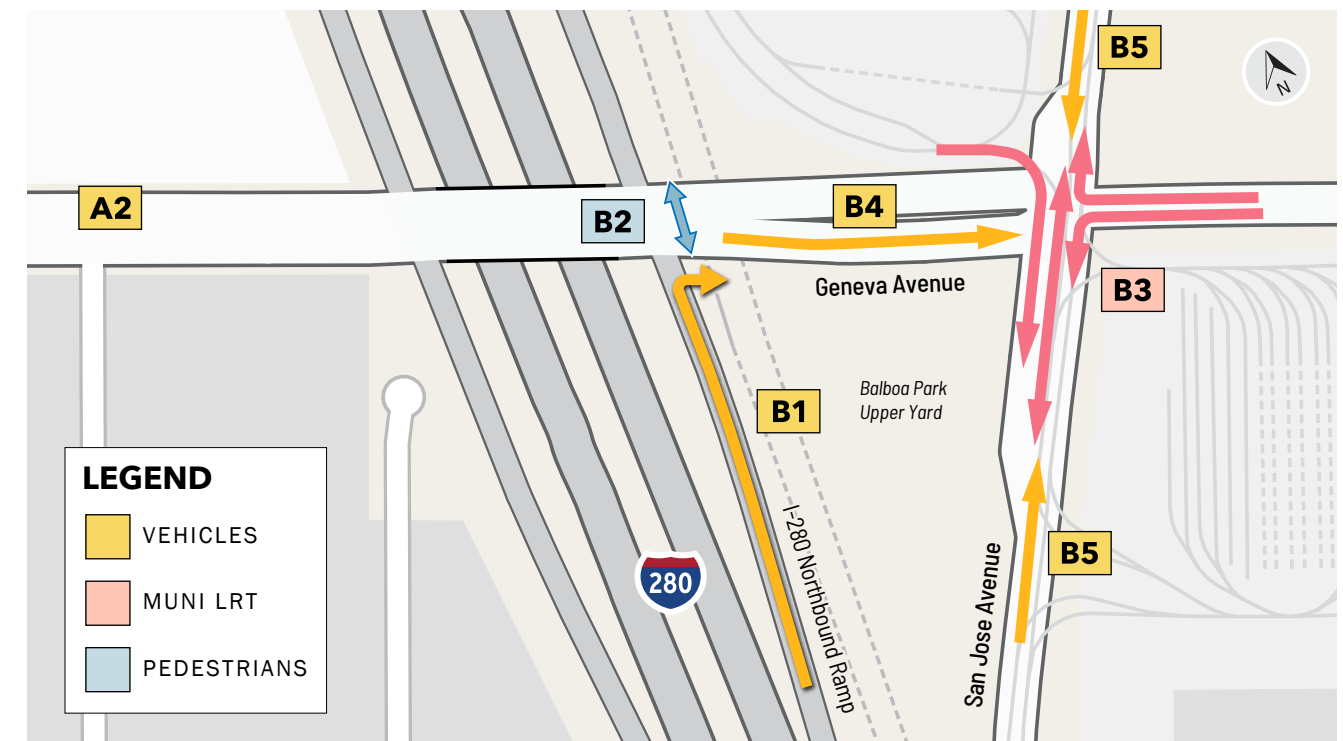 B5
N
A2
B2
B4
Geneva Avenue
B3
Balboa Park
Upper Yard
B1
LEGEND
VEHICLES
MUNI LRT
PEDESTRIANS
280
I-280 Northbound Ramp
San Jose Avenue
B5